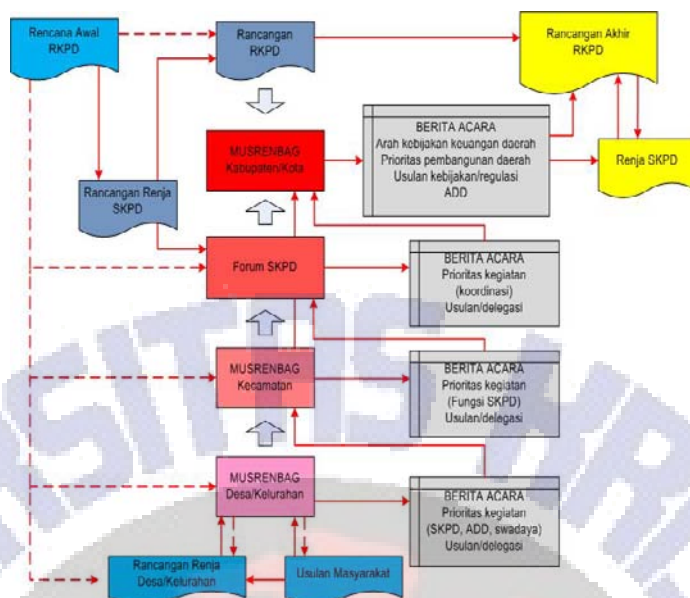 Rencana Awal
RKPD
Rancangan
RKPD
Rancangan Akhir
RKPD
MUSRENBAG
Kabupaten/Kota
BERITA ACARA
Arah kebijakan keuangan daerah
Prioritas pembangunan daerah
Usulan kebijakan/regulasi
ADD
Renja SKPD
Rancangan Renja
SKPD
Forum SKPD
BERITA ACARA
Prioritas kegiatan
(koordinasi)
Usulan/delegasi
MUSRENBAG
Kecamatan
BERITA ACARA
Prioritas kegiatan
(Fungsi SKPD)
Usulan/delegasi
MUSRENBAG
Desa/Kelurahan
BERITA ACARA
Prioritas kegiatan
(SKPD, ADD, swadaya)
Usulan/delegasi
Rancangan Renja
Desa/Kelurahan
Usulan Masyarakat